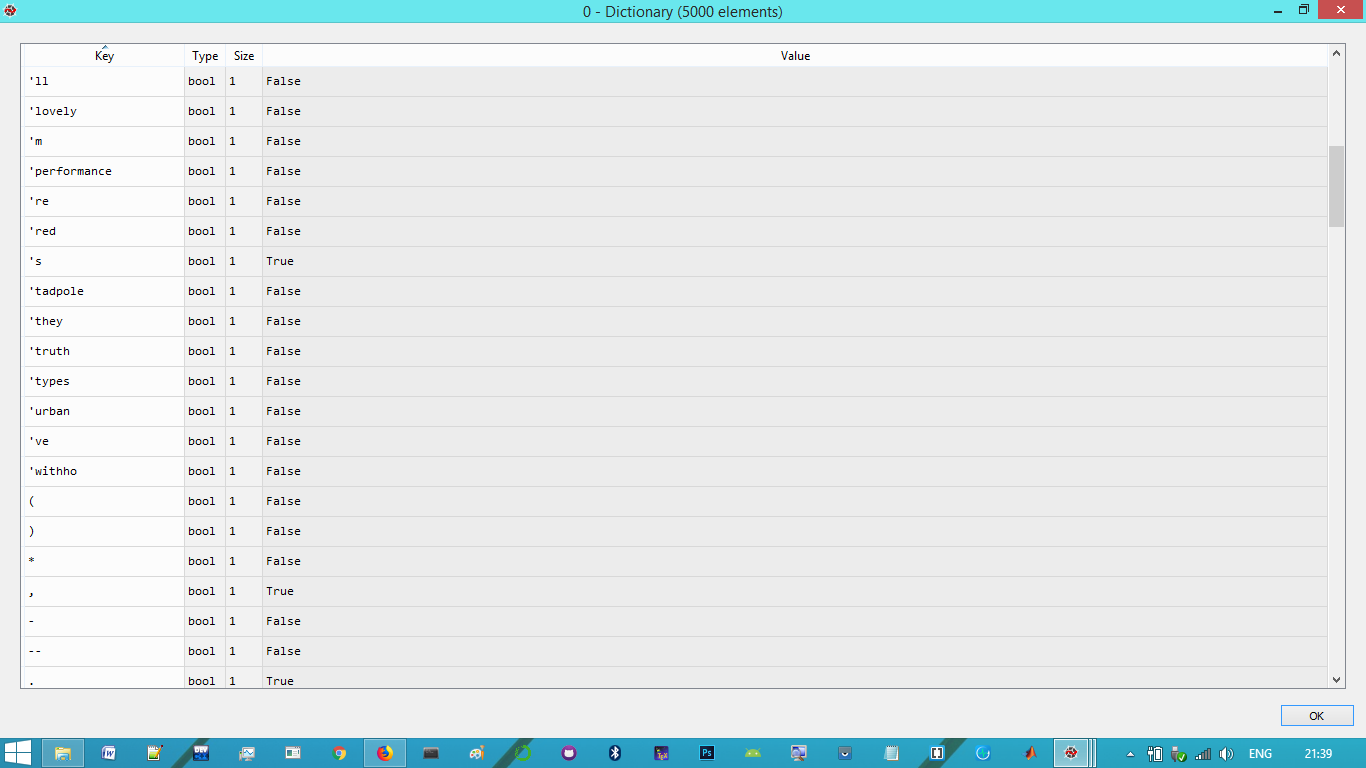 0 - Dictionary (5000 elements)
Key Type Size Value
'll bool 1 False
'lovely bool 1 False
'm bool 1 False
'performance bool 1 False
're bool 1 False
'red bool 1 False
's bool 1 True
'tadpole bool 1 False
'they bool 1 False
'truth bool 1 False
'types bool 1 False
'urban bool 1 False
've bool 1 False
'withho bool 1 False
( bool 1 False
) bool 1 False
* bool 1 False
, bool 1 True
- bool 1 False
-- bool 1 False
. bool 1 True
OK
ENG 21:39